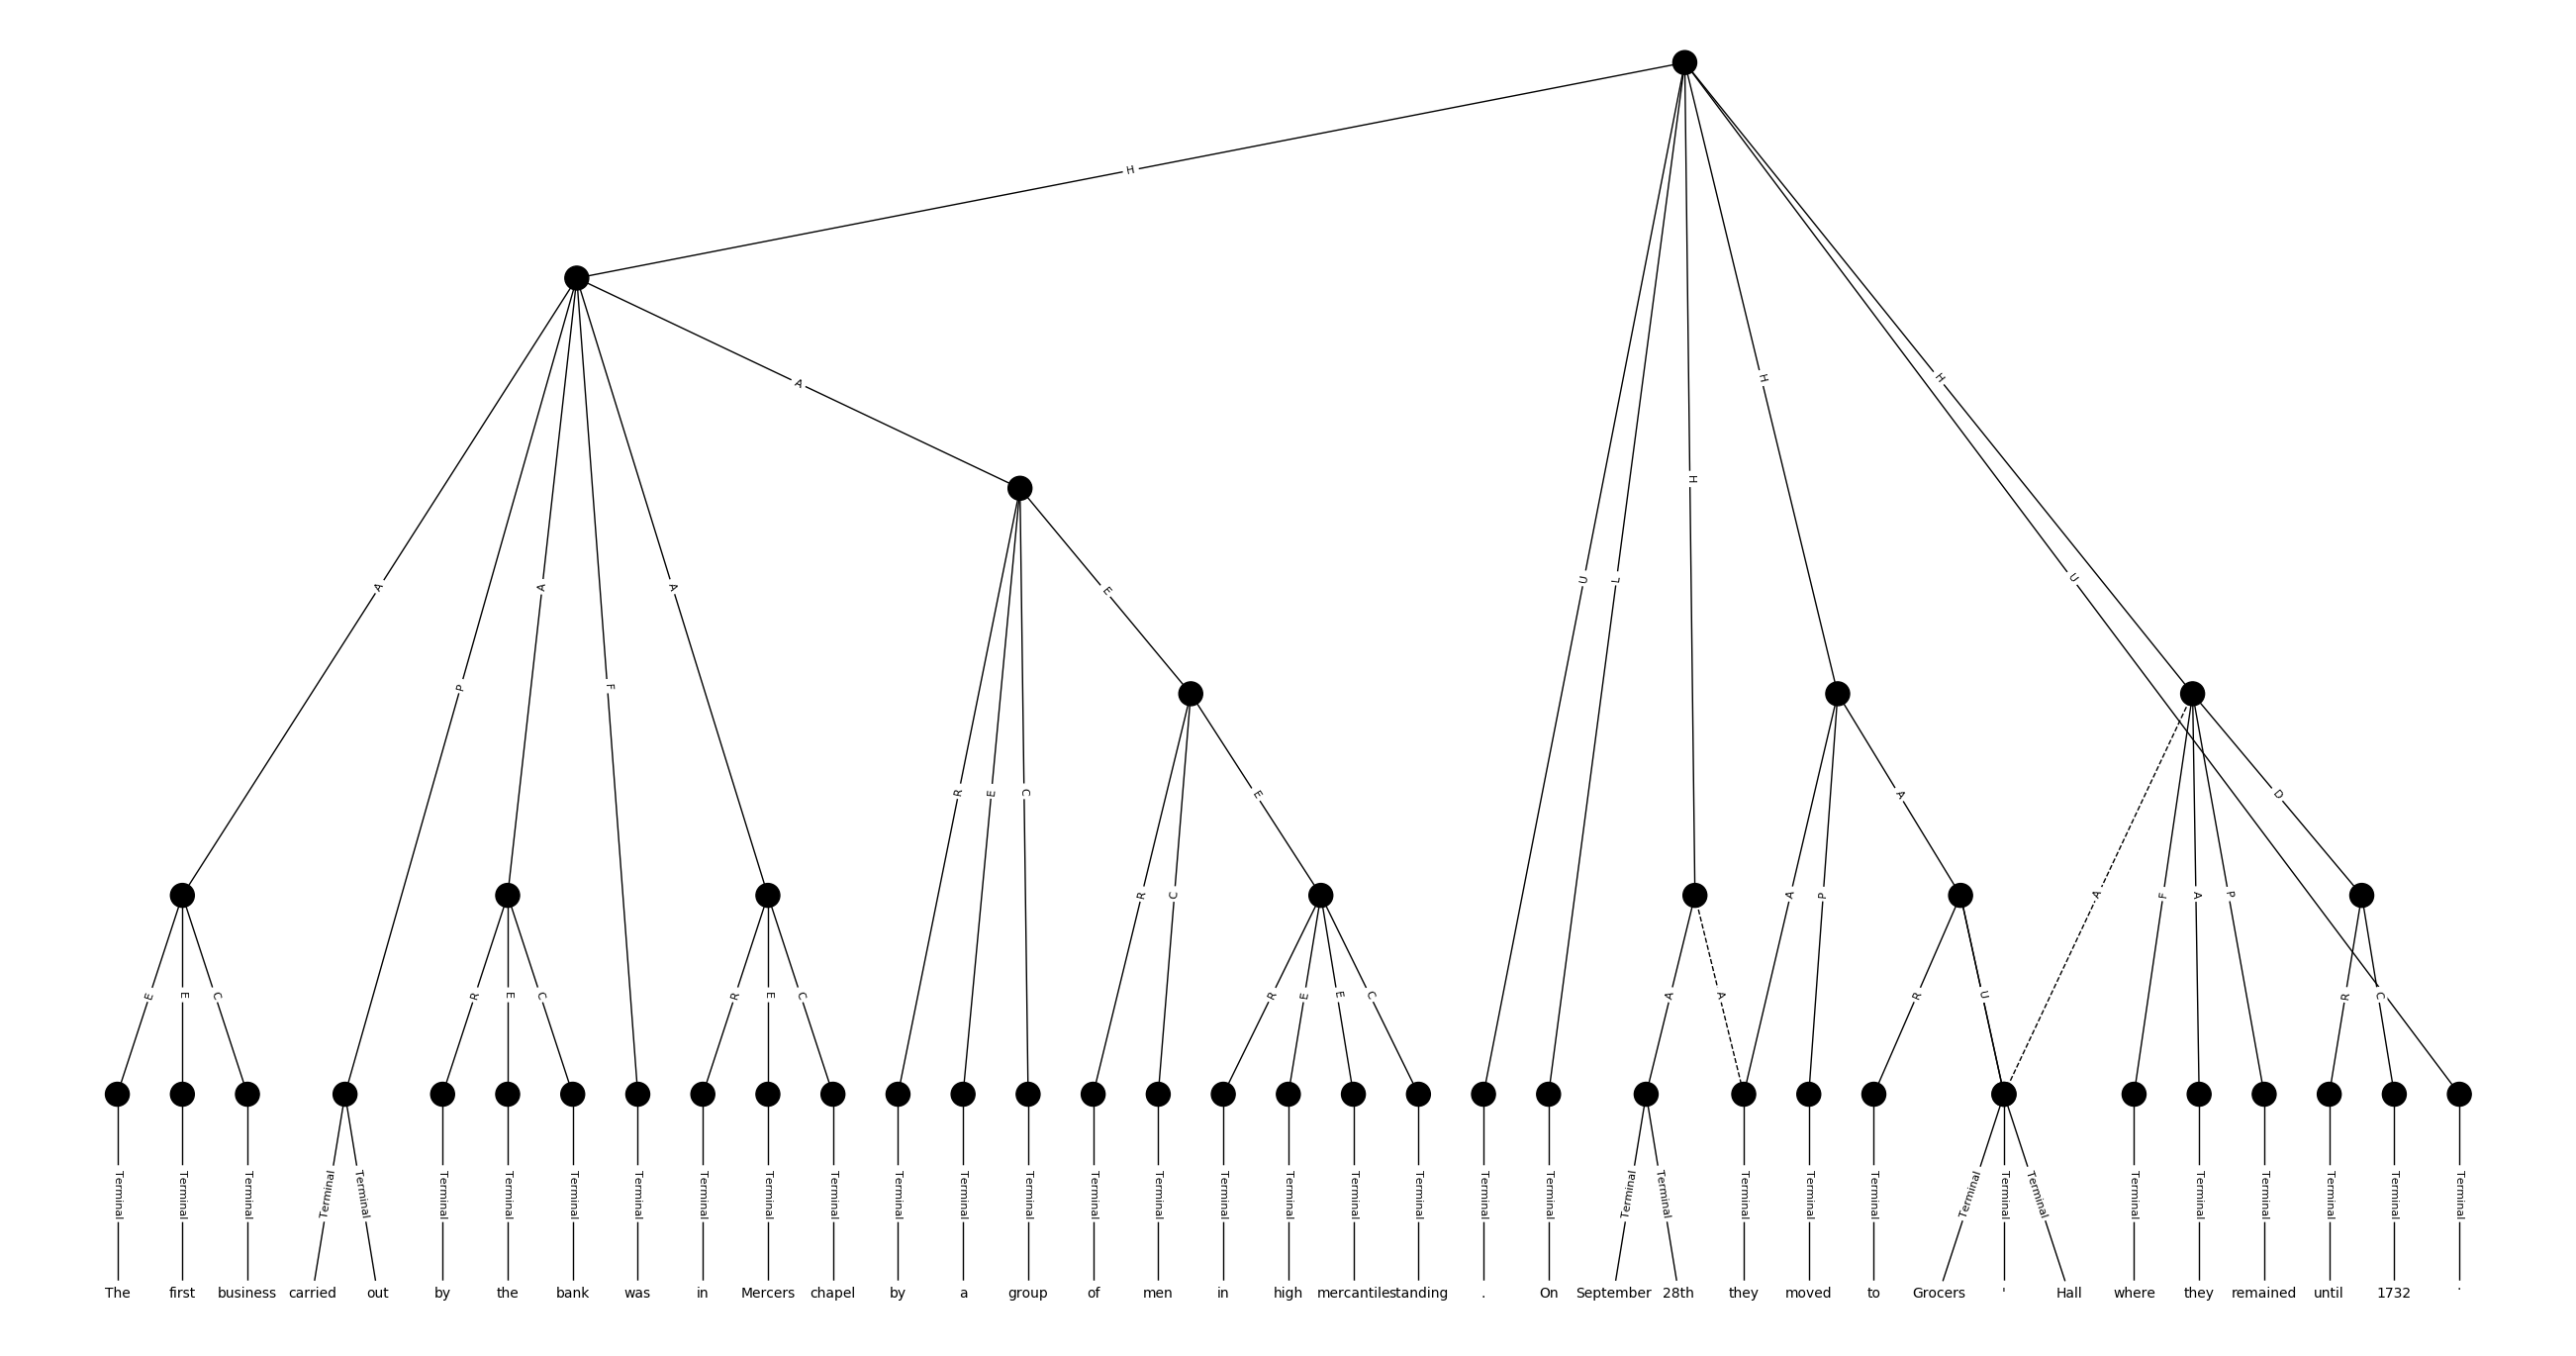 H
A
A
H
H
H
E
U
L
U
A
A
A
P
F
R
E
C
E
D
R
C
A
P
A
A
F
A
P
E
E
C
R
E
C
R
E
C
R
E
E
C
A
A
R
U
R
C
Terminal Terminal Terminal Terminal Terminal Terminal Terminal Terminal Terminal Terminal Terminal Terminal Terminal Terminal Terminal Terminal Terminal Terminal Terminal Terminal Terminal Terminal Terminal Terminal Terminal Terminal Terminal Terminal Terminal Terminal Terminal Terminal Terminal Terminal Terminal Terminal Terminal
The first business carried out by the bank was in Mercers chapel by a group of men in high mercantile standing . On September 28th they moved to Grocers ' Hall where they remained until 1732 .